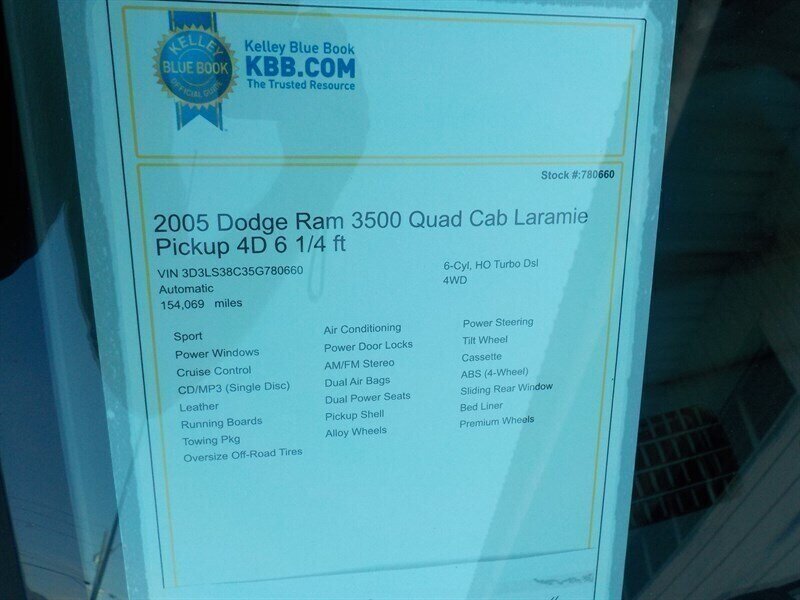 KELLEY
BLUE BOOK
OFFICIAL GUIDE
Kelley Blue Book
KBB.COM
The Trusted Resource
Stock #:780660
2005 Dodge Ram 3500 Quad Cab Laramie
Pickup 4D 6 1/4 ft
VIN 3D3LS38C35G780660
6-Cyl, HO Turbo Dsl
Automatic
4WD
154,069 miles
Sport
Air Conditioning
Power Steering
Power Windows
Power Door Locks
Tilt Wheel
Cruise Control
AM/FM Stereo
Cassette
CD/MP3 (Single Disc)
Dual Air Bags
ABS (4-Wheel)
Leather
Dual Power Seats
Sliding Rear Window
Running Boards
Pickup Shell
Bed Liner
Towing Pkg
Alloy Wheels
Premium Wheels
Oversize Off-Road Tires